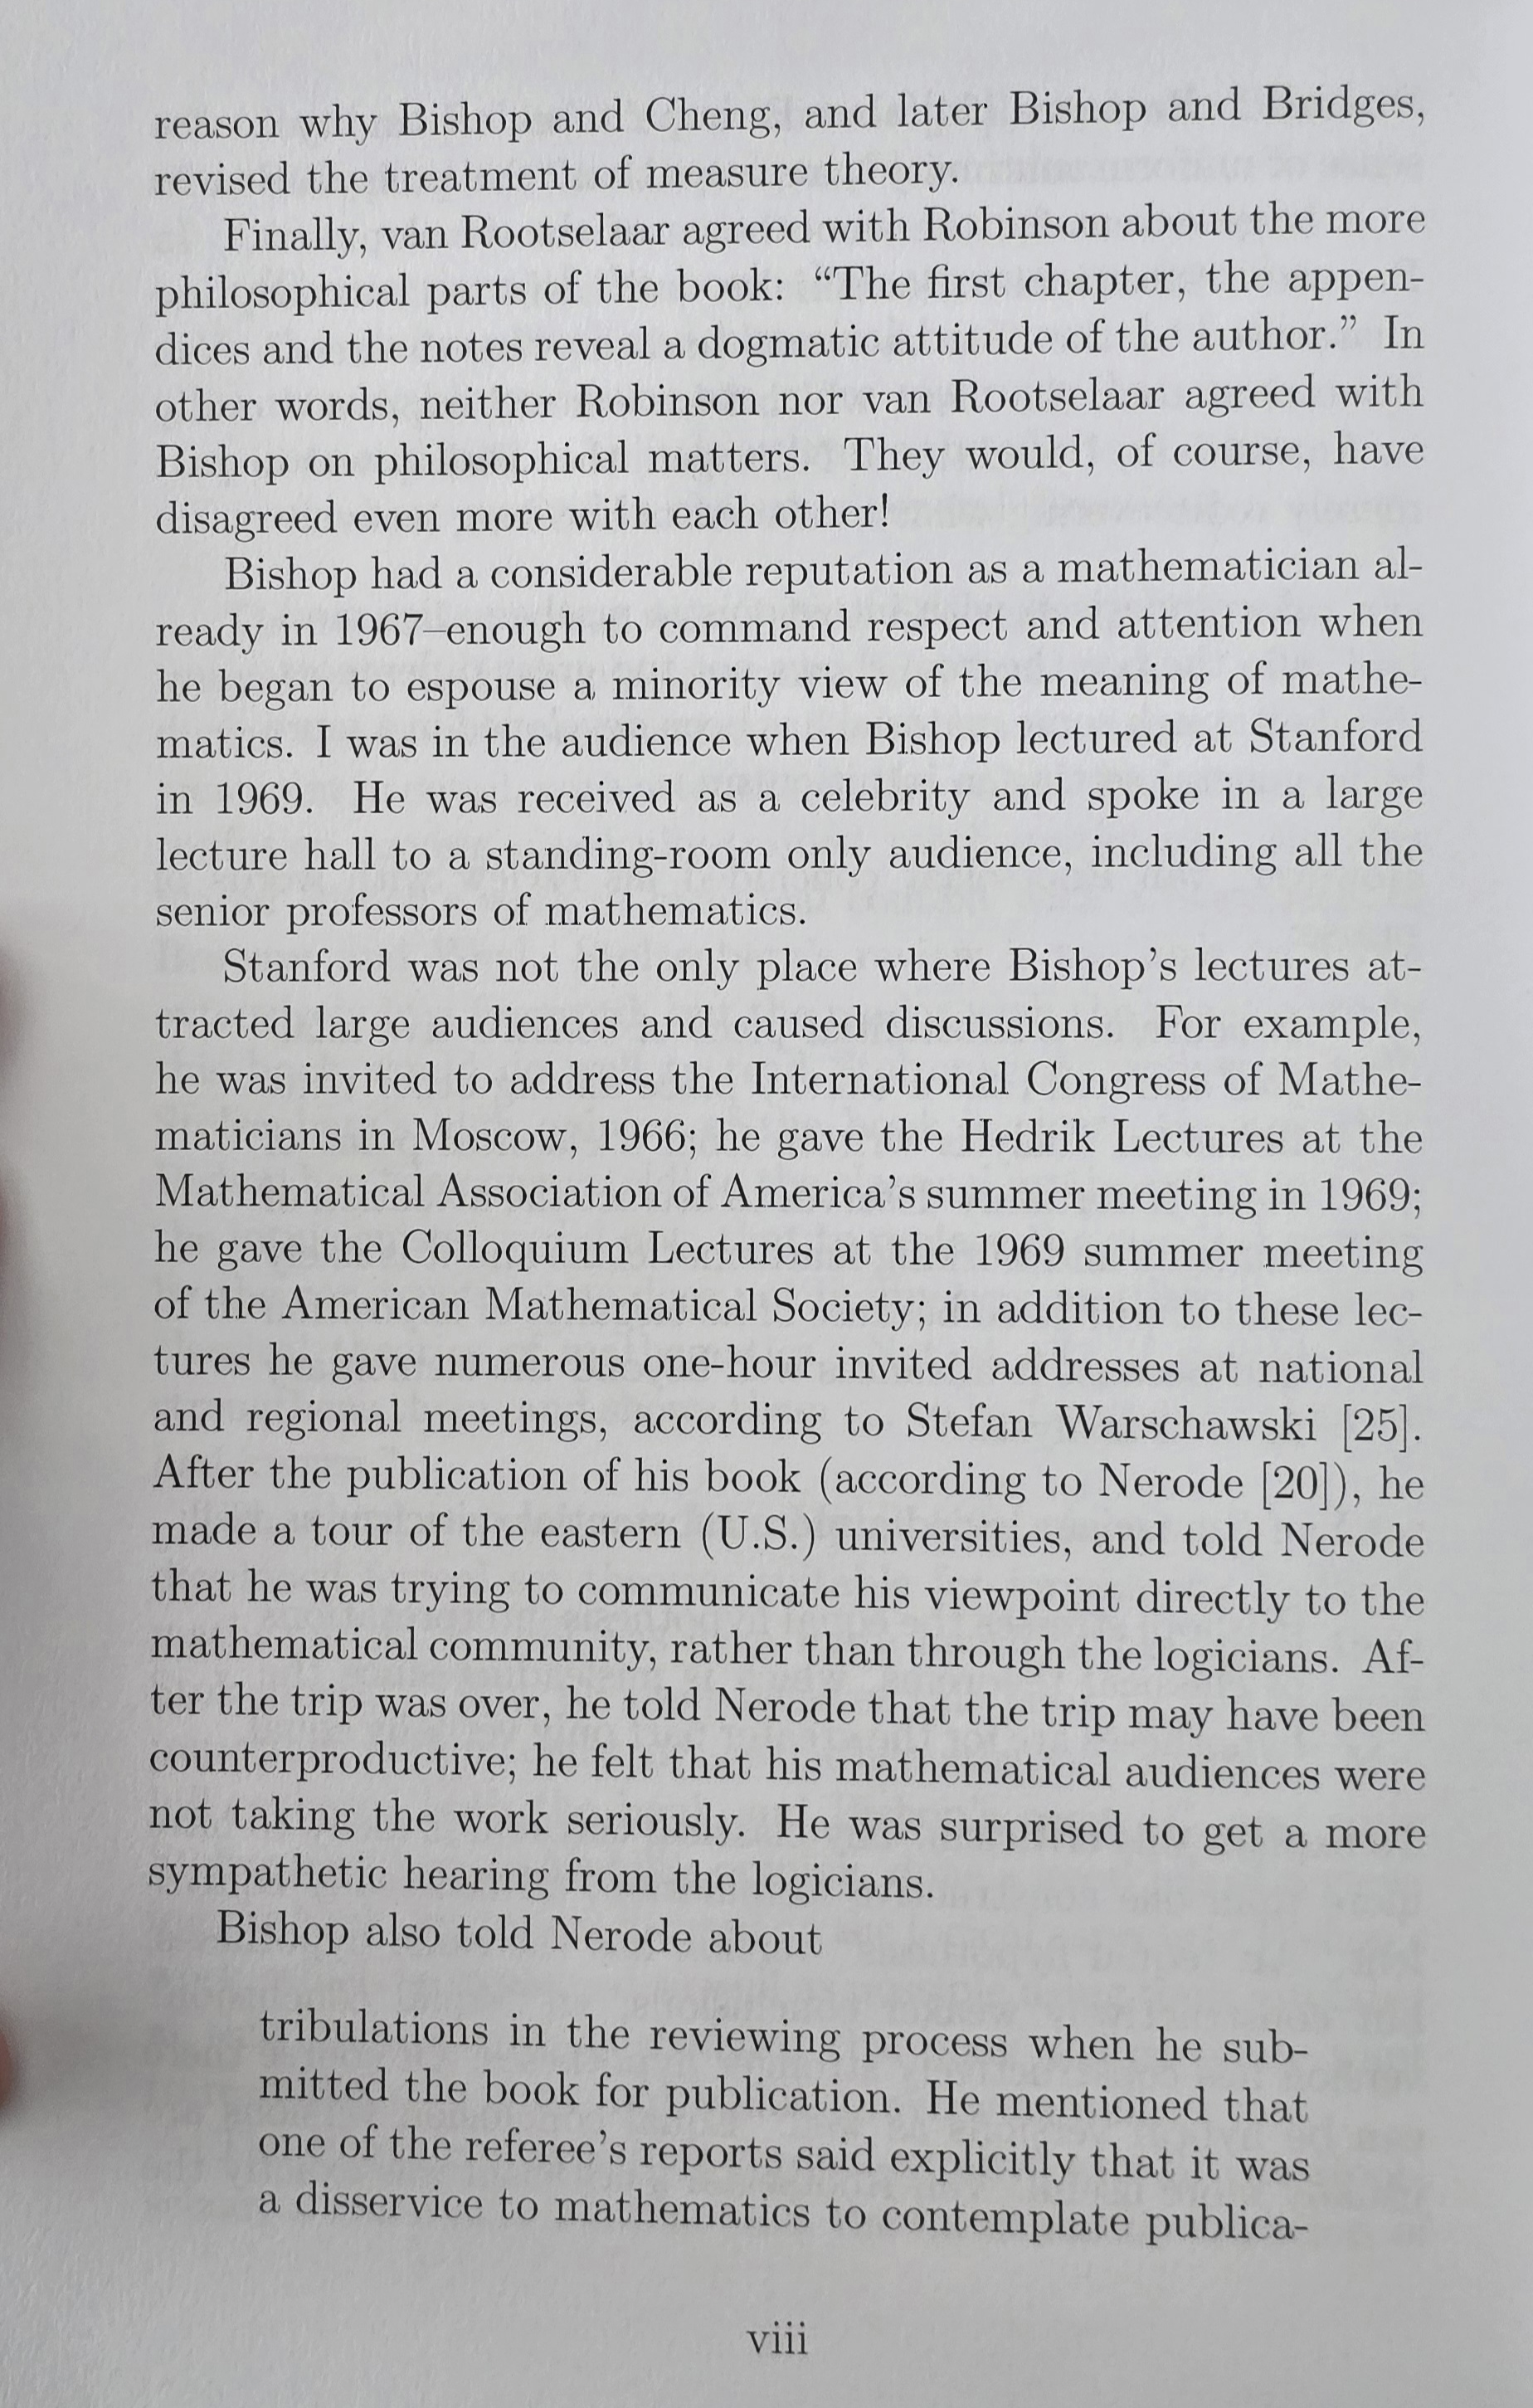 reason why Bishop and Cheng, and later Bishop and Bridges,
revised the treatment of measure theory.
Finally, van Rootselaar agreed with Robinson about the more
philosophical parts of the book: “The first chapter, the appen-
dices and the notes reveal a dogmatic attitude of the author.” In
other words, neither Robinson nor van Rootselaar agreed with
Bishop on philosophical matters. They would, of course, have
disagreed even more with each other!
Bishop had a considerable reputation as a mathematician al-
ready in 1967–enough to command respect and attention when
he began to espouse a minority view of the meaning of mathe-
matics. I was in the audience when Bishop lectured at Stanford
in 1969. He was received as a celebrity and spoke in a large
lecture hall to a standing-room only audience, including all the
senior professors of mathematics.
Stanford was not the only place where Bishop’s lectures at-
tracted large audiences and caused discussions. For example,
he was invited to address the International Congress of Mathe-
maticians in Moscow, 1966; he gave the Hedrik Lectures at the
Mathematical Association of America’s summer meeting in 1969;
he gave the Colloquium Lectures at the 1969 summer meeting
of the American Mathematical Society; in addition to these lec-
tures he gave numerous one-hour invited addresses at national
and regional meetings, according to Stefan Warschawski [25].
After the publication of his book (according to Nerode [20]), he
made a tour of the eastern (U.S.) universities, and told Nerode
that he was trying to communicate his viewpoint directly to the
mathematical community, rather than through the logicians. Af-
ter the trip was over, he told Nerode that the trip may have been
counterproductive; he felt that his mathematical audiences were
not taking the work seriously. He was surprised to get a more
sympathetic hearing from the logicians.
Bishop also told Nerode about
tribulations in the reviewing process when he sub-
mitted the book for publication. He mentioned that
one of the referee’s reports said explicitly that it was
a disservice to mathematics to contemplate publica-
viii